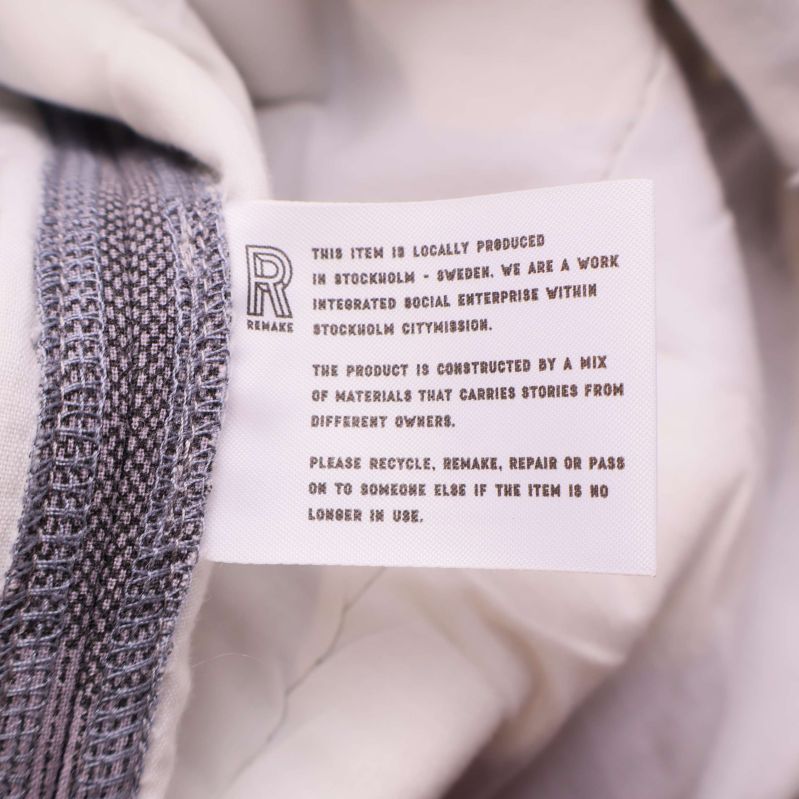 R
REMAKE
THIS ITEM IS LOCALLY PRODUCED
IN STOCKHOLM - SWEDEN. WE ARE A WORK
INTEGRATED SOCIAL ENTERPRISE WITHIN
STOCKHOLM CITYMISSION.
THE PRODUCT IS CONSTRUCTED BY A MIX
OF MATERIALS THAT CARRIES STORIES FROM
DIFFERENT OWNERS.
PLEASE RECYCLE, REMAKE, REPAIR OR PASS
ON TO SOMEONE ELSE IF THE ITEM IS NO
LONGER IN USE.